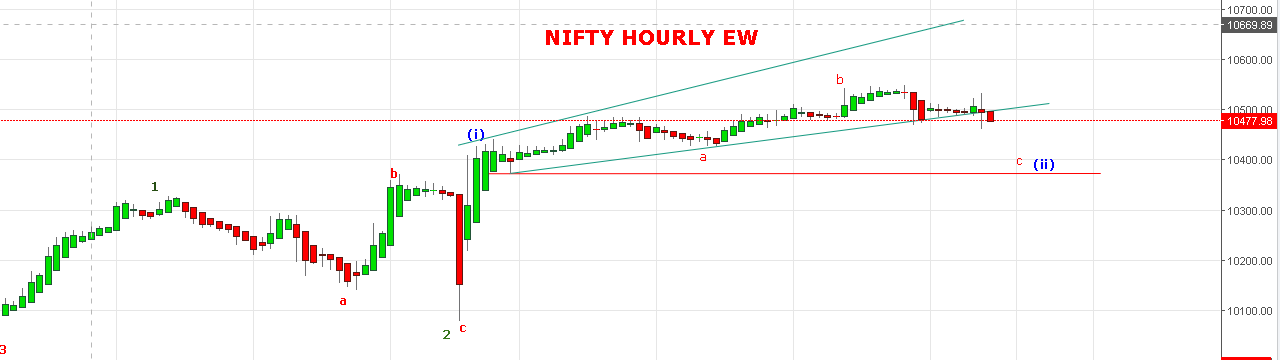 NIFTY HOURLY EW
10700.00
10669.89
10600.00
b
10500.00
10477.98
(i)
a
10400.00
c (ii)
b
1
10300.00
10200.00
a
10100.00
2 c
3